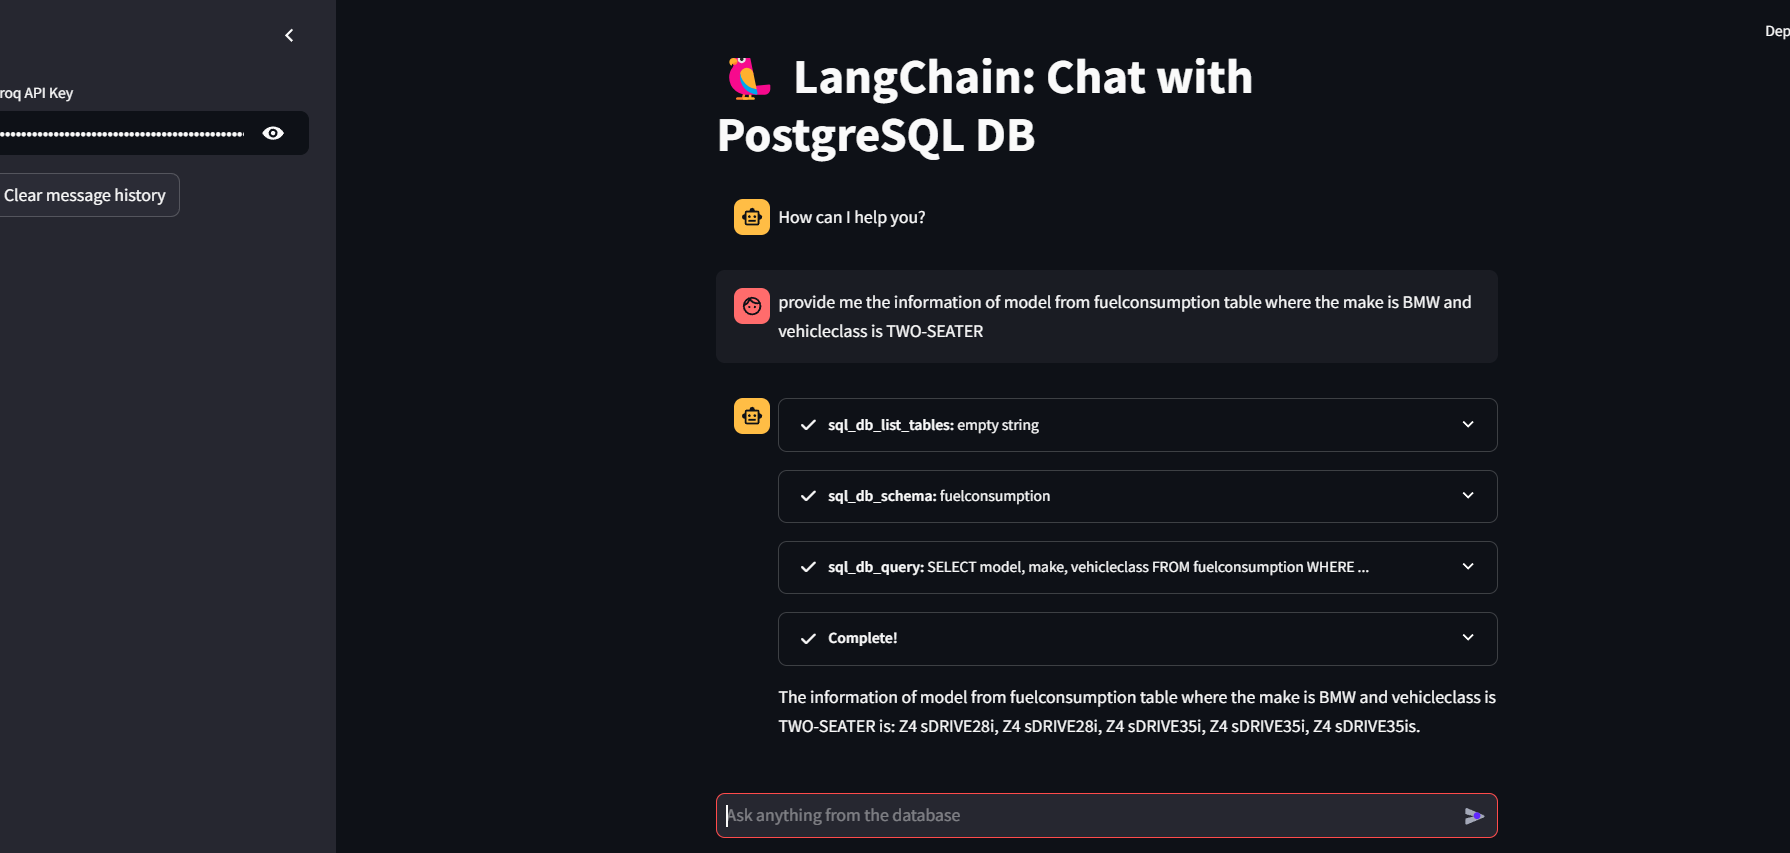 Dep
roq API Key
Clear message history
LangChain: Chat with
PostgreSQL DB
How can I help you?
provide me the information of model from fuelconsumption table where the make is BMW and
vehicleclass is TWO-SEATER
sql_db_list_tables: empty string
sql_db_schema: fuelconsumption
sql_db_query: SELECT model, make, vehicleclass FROM fuelconsumption WHERE ...
Complete!
The information of model from fuelconsumption table where the make is BMW and vehicleclass is
TWO-SEATER is: Z4 sDRIVE28i, Z4 sDRIVE28i, Z4 sDRIVE35i, Z4 sDRIVE35i, Z4 sDRIVE35is.
Ask anything from the database